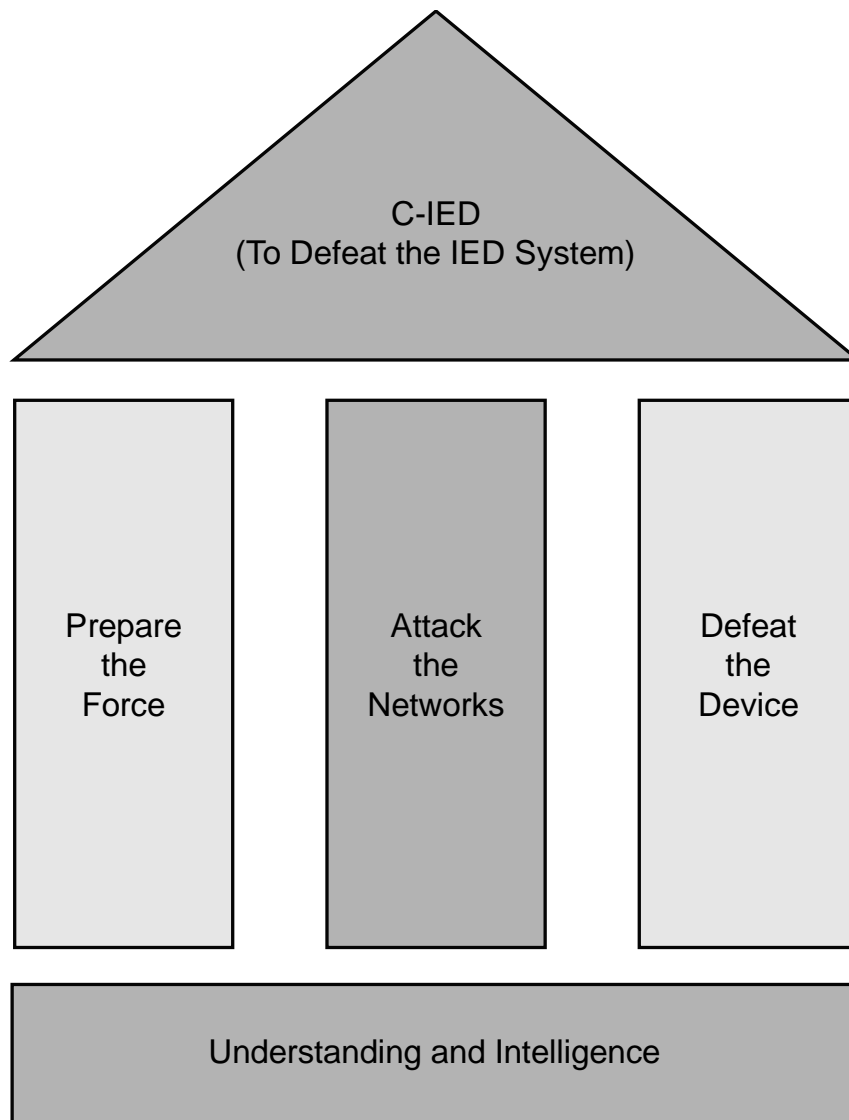 C-IED
(To Defeat the IED System)
Prepare
the
Force
Attack
the
Networks
Defeat
the
Device
Understanding and Intelligence